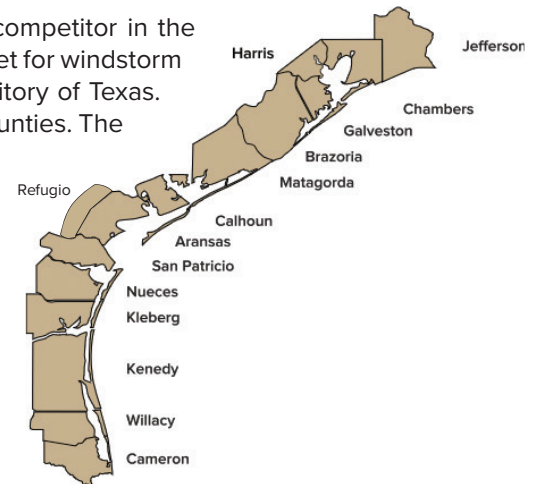 competitor in the
et for windstorm
itory of Texas.
unties. The
Harris
Jefferson
Chambers
Galveston
Brazoria
Matagorda
Refugio
Calhoun
Aransas
San Patricio
Nueces
Kleberg
Kenedy
Willacy
Cameron